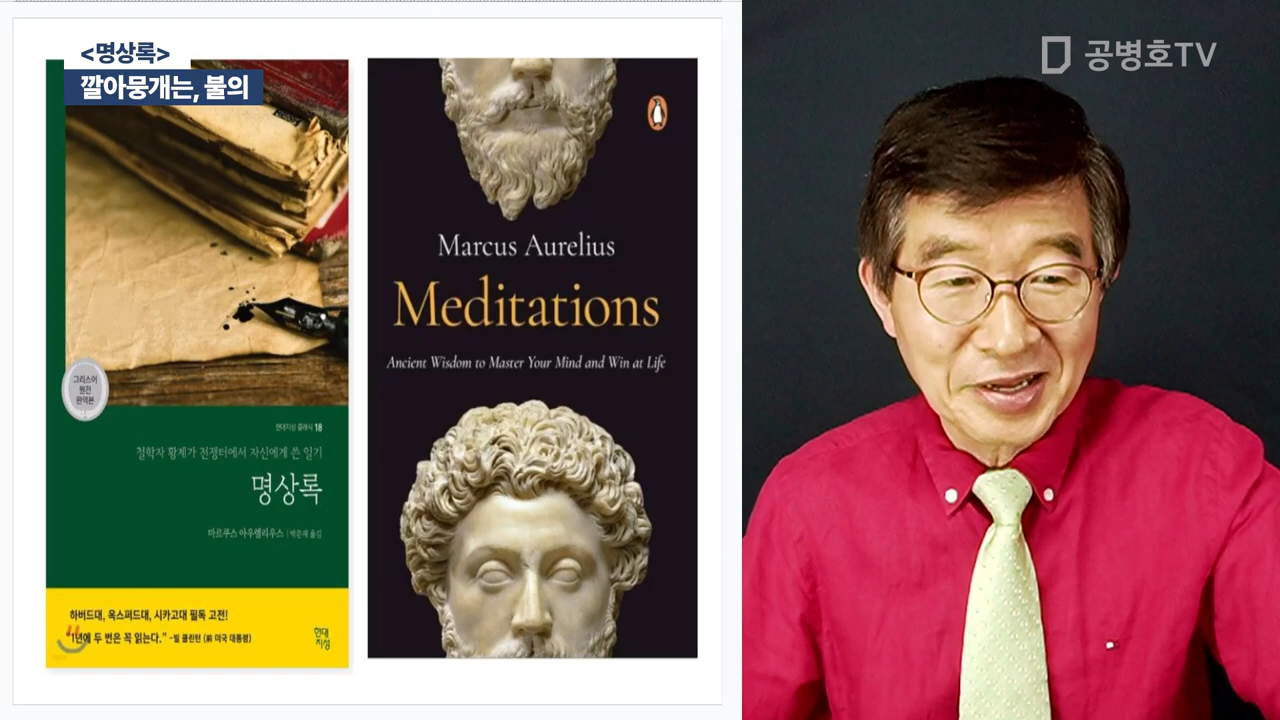 <명상록>
깔아뭉개는, 불의
그리스어
원전
완역본
현대지성 클래식 18
철학자 황제가 전쟁터에서 자신에게 쓴 일기
명상록
마르쿠스 아우렐리우스 | 박문재 옮김
하버드대, 옥스퍼드대, 시카고대 필독 고전!
"1년에 두 번은 꼭 읽는다." -빌 클린턴 (前 미국 대통령)
현대
지성
Marcus Aurelius
Meditations
Ancient Wisdom to Master Your Mind and Win at Life
공병호TV